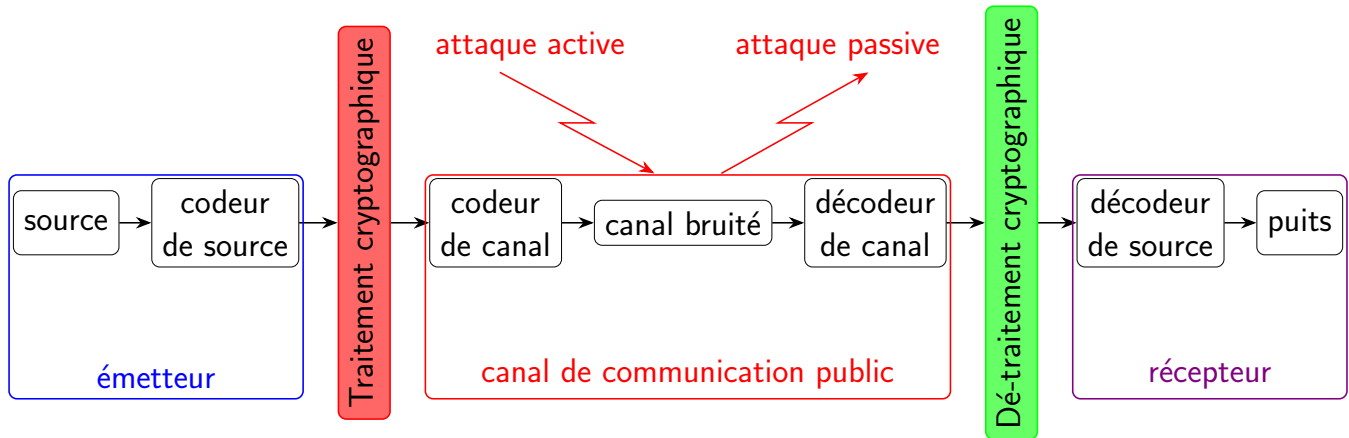 attaque active
attaque passive
source
codeur
de source
Traitement cryptographique
codeur
de canal
canal bruité
décodeur
de canal
Dé-traitement cryptographique
décodeur
de source
puits
émetteur
canal de communication public
récepteur